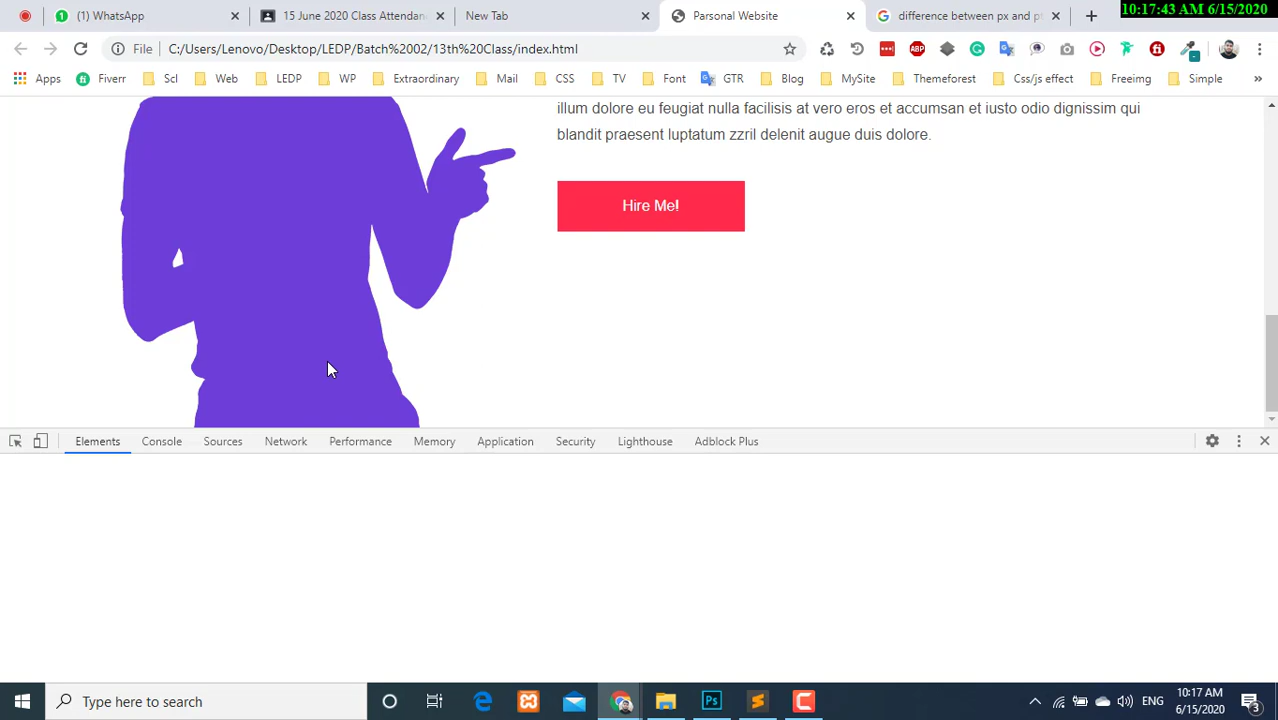 10:17:43 AM 6/15/2020
(1) WhatsApp
15 June 2020 Class Attendan
New Tab
Parsonal Website
difference between px and pt
File
C:/Users/Lenovo/Desktop/LEDP/Batch%2002/13th%20Class/index.html
Apps
Fiverr
Scl
Web
LEDP
WP
Extraordinary
Mail
CSS
TV
Font
GTR
Blog
MySite
Themeforest
Css/js effect
Freeimg
Simple
»
illum dolore eu feugiat nulla facilisis at vero eros et accumsan et iusto odio dignissim qui
blandit praesent luptatum zzril delenit augue duis dolore.
Hire Me!
Elements
Console
Sources
Network
Performance
Memory
Application
Security
Lighthouse
Adblock Plus
Type here to search
ENG
10:17 AM
6/15/2020
3